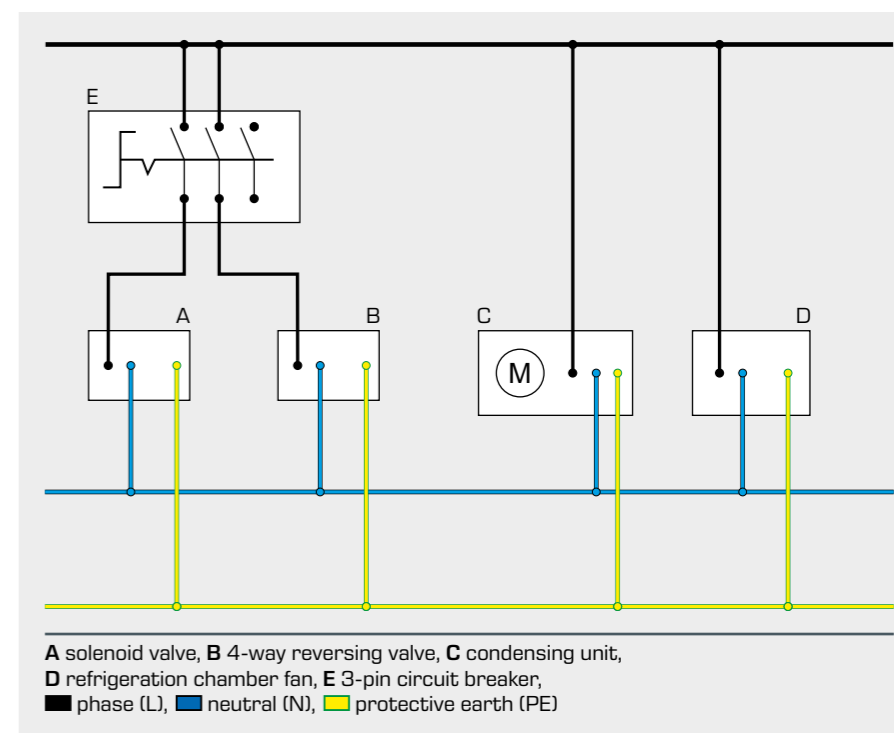 E
A
B
C
D
M
A solenoid valve, B 4-way reversing valve, C condensing unit,
D refrigeration chamber fan, E 3-pin circuit breaker,
phase (L), neutral (N), protective earth (PE)